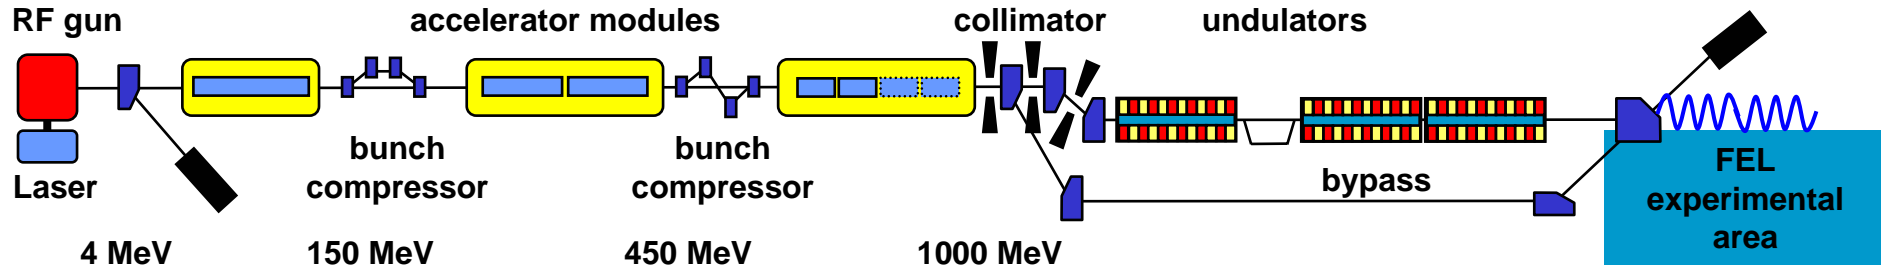 RF gun
accelerator modules
collimator
undulators
Laser
bunch
compressor
bunch
compressor
bypass
FEL
experimental
area
4 MeV
150 MeV
450 MeV
1000 MeV